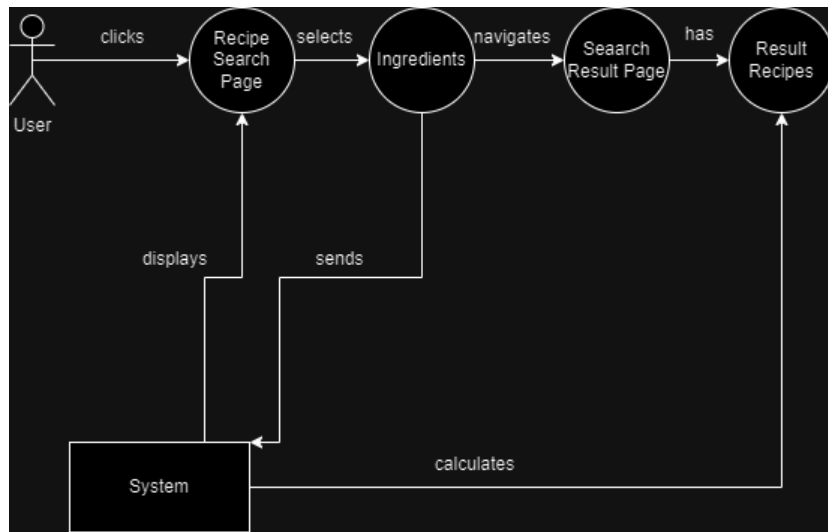 clicks
Recipe
Search
Page
selects
Ingredients
navigates
Seaarch
Result Page
has
Result
Recipes
User
displays
sends
calculates
System